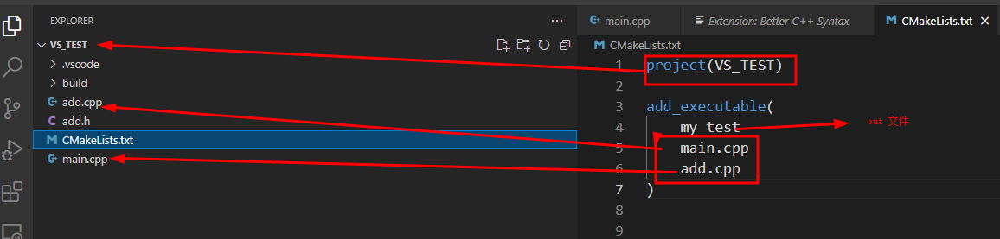 EXPLORER
...
VS_TEST
.vscode
build
add.cpp
add.h
CMakeLists.txt
main.cpp
main.cpp
Extension: Better C++ Syntax
CMakeLists.txt
CMakeLists.txt
1 project(VS_TEST)
2
3 add_executable(
4 my_test
out 文件
5 main.cpp
6 add.cpp
7 )
8
9